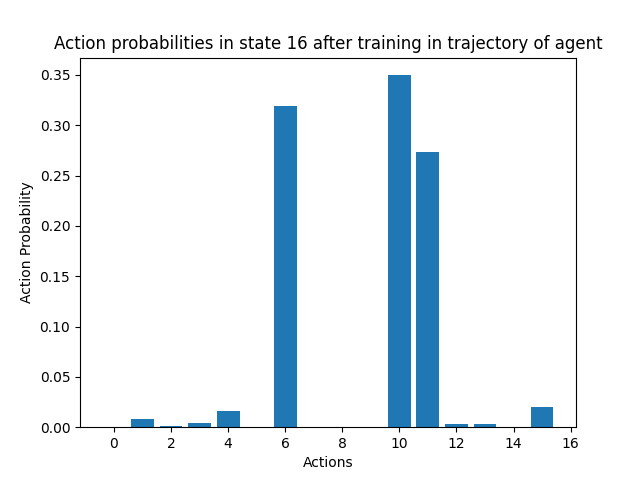 Action probabilities in state 16 after training in trajectory of agent
0.35
0.30
0.25
0.20
0.15
0.10
0.05
0.00
Action Probability
0 2 4 6 8 10 12 14 16
Actions